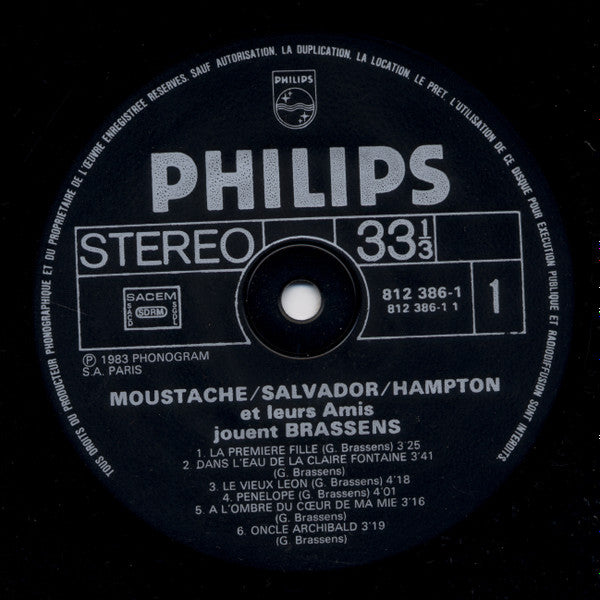 TOUS DROITS DU PRODUCTEUR PHONOGRAPHIQUE ET DU PROPRIETAIRE DE L'ŒUVRE ENREGISTREE RESERVES. SAUF AUTORISATION, LA DUPLICATION, LA LOCATION, LE PRET, L'UTILISATION DE CE DISQUE POUR EXECUTION PUBLIQUE ET RADIODIFFUSION SONT INTERDITS.
PHILIPS
PHILIPS
STEREO 33 1/3
SACEM
SACD SDRM SGDL
812 386-1
812 386-1 1
1
℗ 1983 PHONOGRAM
S.A. PARIS
MOUSTACHE/SALVADOR/HAMPTON
et leurs Amis
jouent BRASSENS
1. LA PREMIERE FILLE (G. Brassens) 3'25
2. DANS L'EAU DE LA CLAIRE FONTAINE 3'41
(G. Brassens)
3. LE VIEUX LEON (G. Brassens) 4'18
4. PENELOPE (G. Brassens) 4'01
5. A L'OMBRE DU CŒUR DE MA MIE 3'16
(G. Brassens)
6. ONCLE ARCHIBALD 3'19
(G. Brassens)